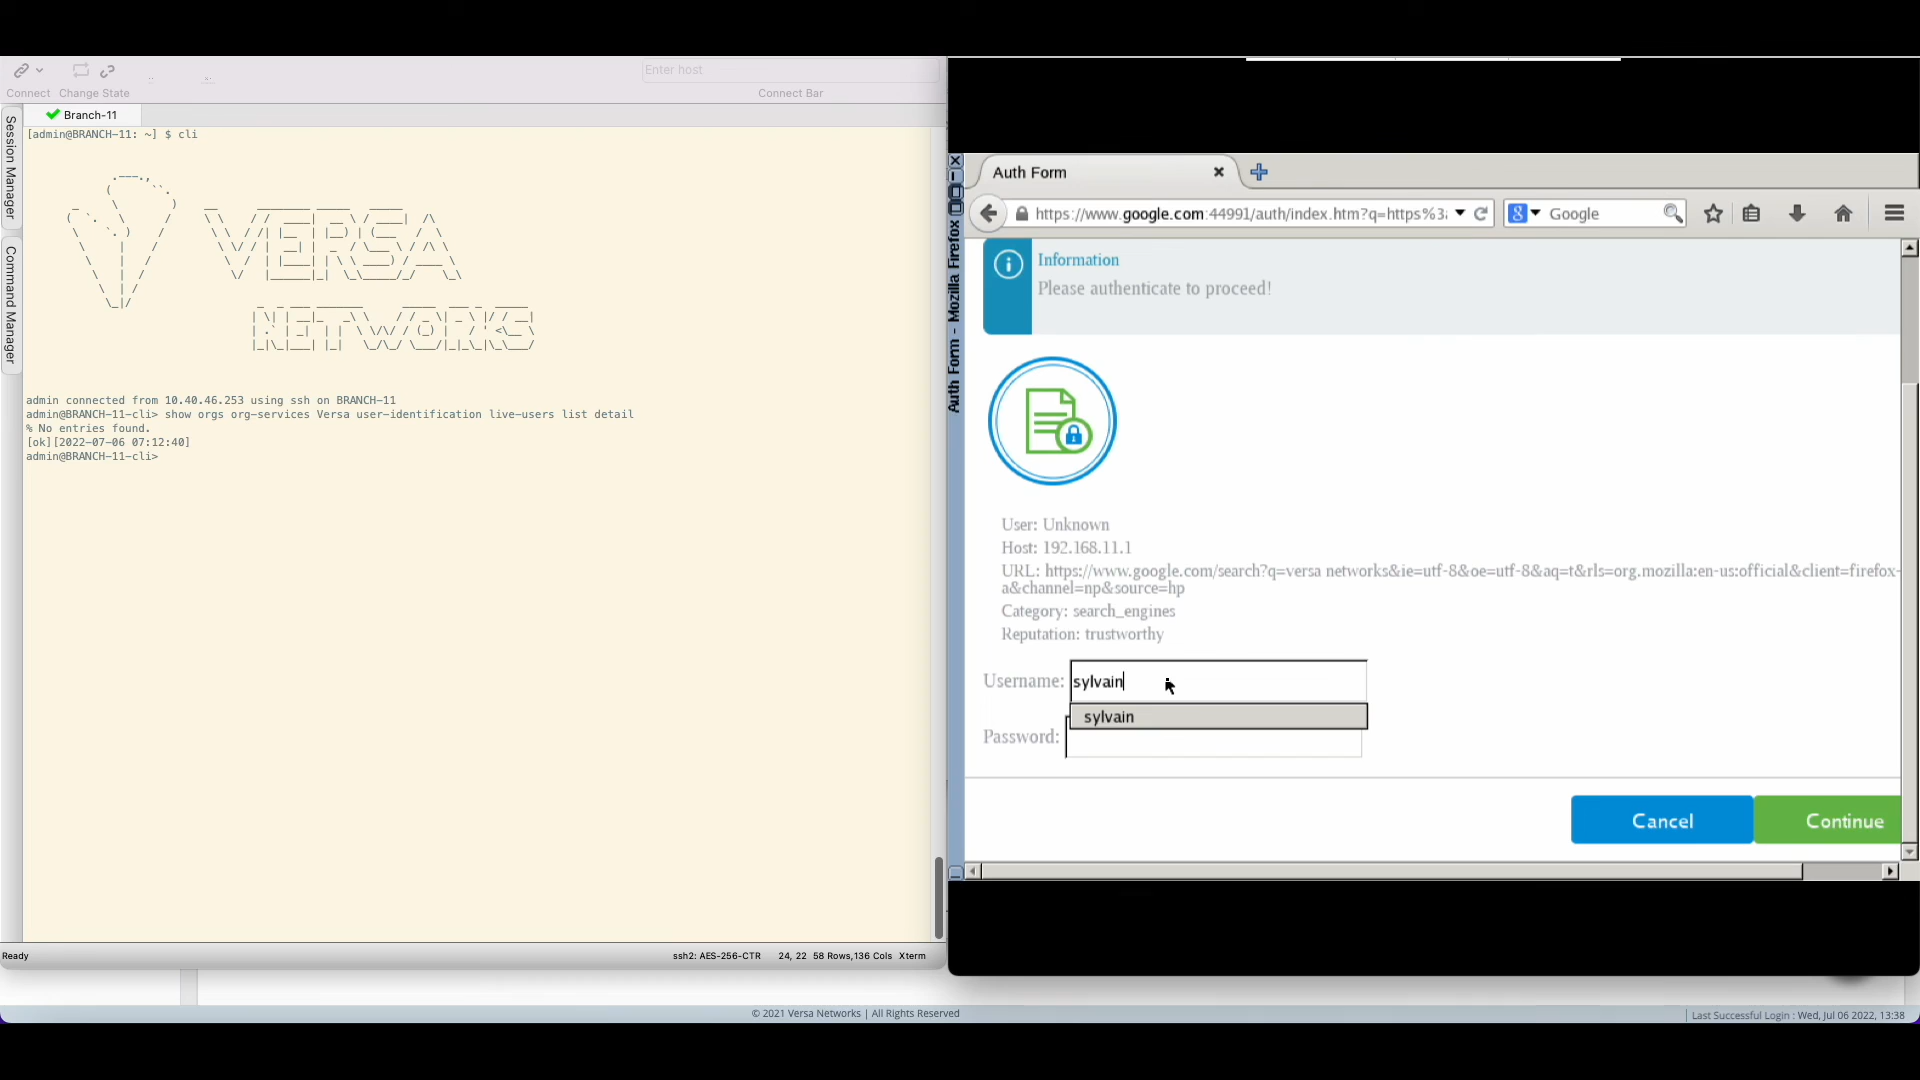 Enter host
Connect
Change State
Connect Bar
Session Manager
Command Manager
Branch-11
[admin@BRANCH-11: ~] $ cli
VERSA
NETWORKS
admin connected from 10.40.46.253 using ssh on BRANCH-11
admin@BRANCH-11-cli> show orgs org-services Versa user-identification live-users list detail
% No entries found.
[ok][2022-07-06 07:12:40]
admin@BRANCH-11-cli>
Ready
ssh2: AES-256-CTR
24, 22
58 Rows,136 Cols
Xterm
Auth Form - Mozilla Firefox
Auth Form
https://www.google.com:44991/auth/index.htm?q=https%3
Google
Information
Please authenticate to proceed!
User: Unknown
Host: 192.168.11.1
URL: https://www.google.com/search?q=versa networks&ie=utf-8&oe=utf-8&aq=t&rls=org.mozilla:en-us:official&client=firefox-
a&channel=np&source=hp
Category: search_engines
Reputation: trustworthy
Username: sylvain
sylvain
Password:
Cancel
Continue
© 2021 Versa Networks | All Rights Reserved
Last Successful Login : Wed, Jul 06 2022, 13:38